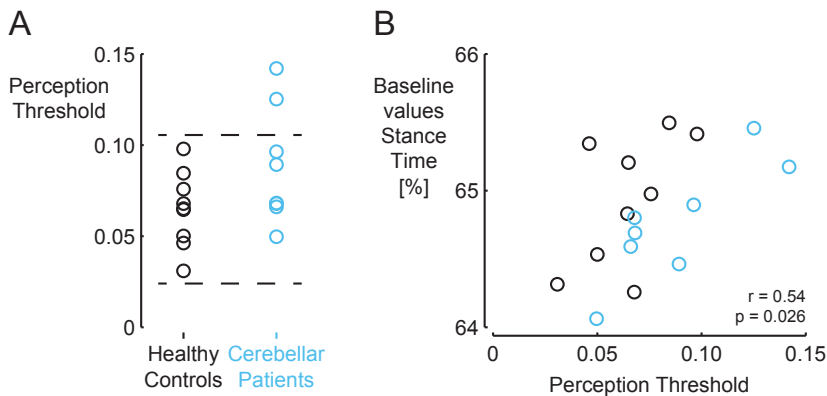 A
Perception
Threshold
0.15
0.10
0.05
0
Healthy
Controls
Cerebellar
Patients
B
Baseline
values
Stance
Time
[%]
66
65
64
r = 0.54
p = 0.026
0
0.05
0.10
0.15
Perception Threshold